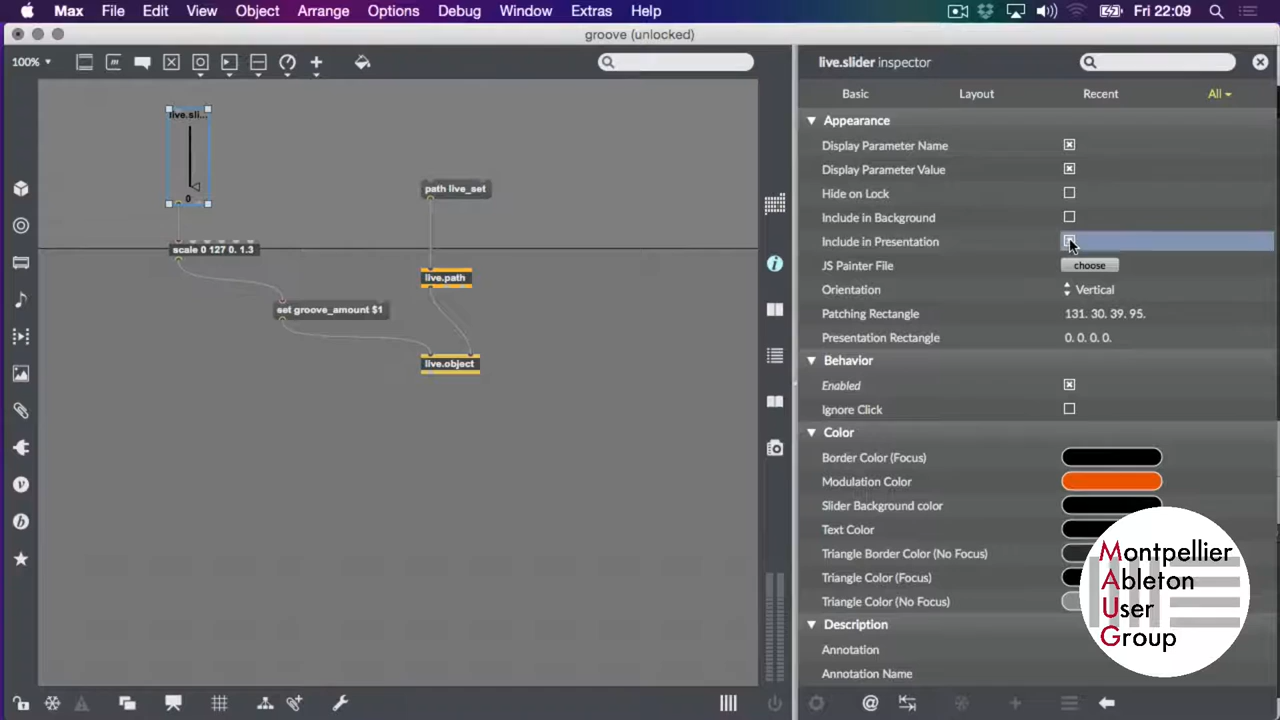 Max File Edit View Object Arrange Options Debug Window Extras Help Fri 22:09
groove (unlocked)
100%
live.slider inspector
Basic Layout Recent All
live.sli...
0
scale 0 127 0. 1.3
set groove_amount $1
path live_set
live.path
live.object
Appearance
Display Parameter Name
Display Parameter Value
Hide on Lock
Include in Background
Include in Presentation
JS Painter File choose
Orientation Vertical
Patching Rectangle 131. 30. 39. 95.
Presentation Rectangle 0. 0. 0. 0.
Behavior
Enabled
Ignore Click
Color
Border Color (Focus)
Modulation Color
Slider Background color
Text Color
Triangle Border Color (No Focus)
Triangle Color (Focus)
Triangle Color (No Focus)
Description
Annotation
Annotation Name
Montpellier
Ableton
User
Group